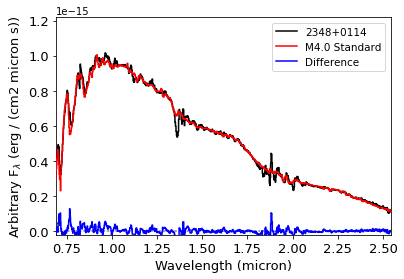 1e−15
2348+0114
M4.0 Standard
Difference
Arbitrary Fλ (erg / (cm2 micron s))
1.2
1.0
0.8
0.6
0.4
0.2
0.0
0.75 1.00 1.25 1.50 1.75 2.00 2.25 2.50
Wavelength (micron)